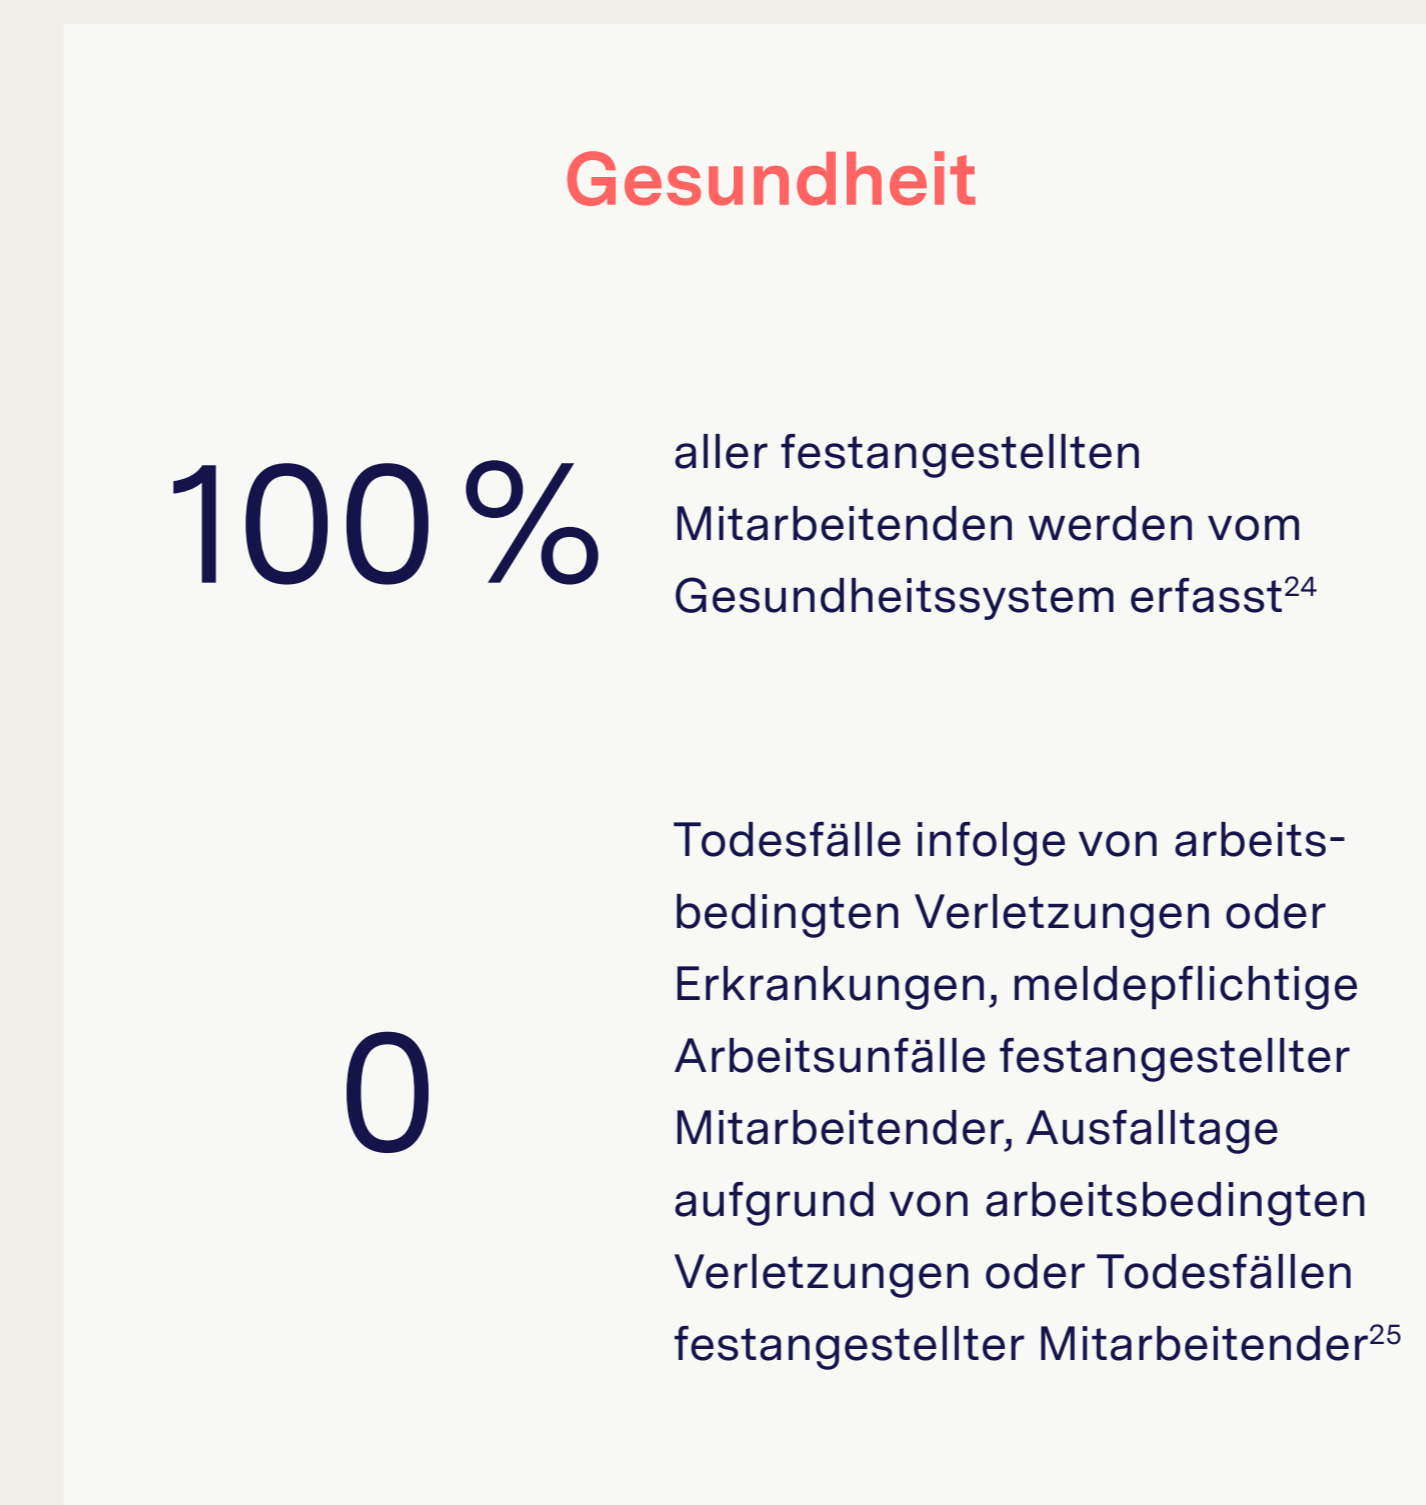 Gesundheit
100 %
aller festangestellten
Mitarbeitenden werden vom
Gesundheitssystem erfasst²⁴
0
Todesfälle infolge von arbeits-
bedingten Verletzungen oder
Erkrankungen, meldepflichtige
Arbeitsunfälle festangestellter
Mitarbeitender, Ausfalltage
aufgrund von arbeitsbedingten
Verletzungen oder Todesfällen
festangestellter Mitarbeitender²⁵